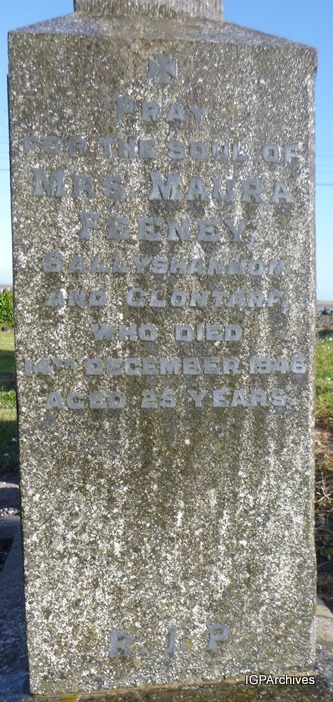 PRAY
FOR THE SOUL OF
MRS MAURA
FEENEY,
BALLYSHANNON
AND CLONTARF,
WHO DIED
14TH DECEMBER 1946
AGED 25 YEARS.
R.I.P.
IGPArchives